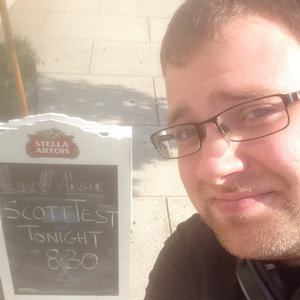 STELLA
ARTOIS
LIVE MUSIC
SCOTT TEST
TONIGHT
8:30